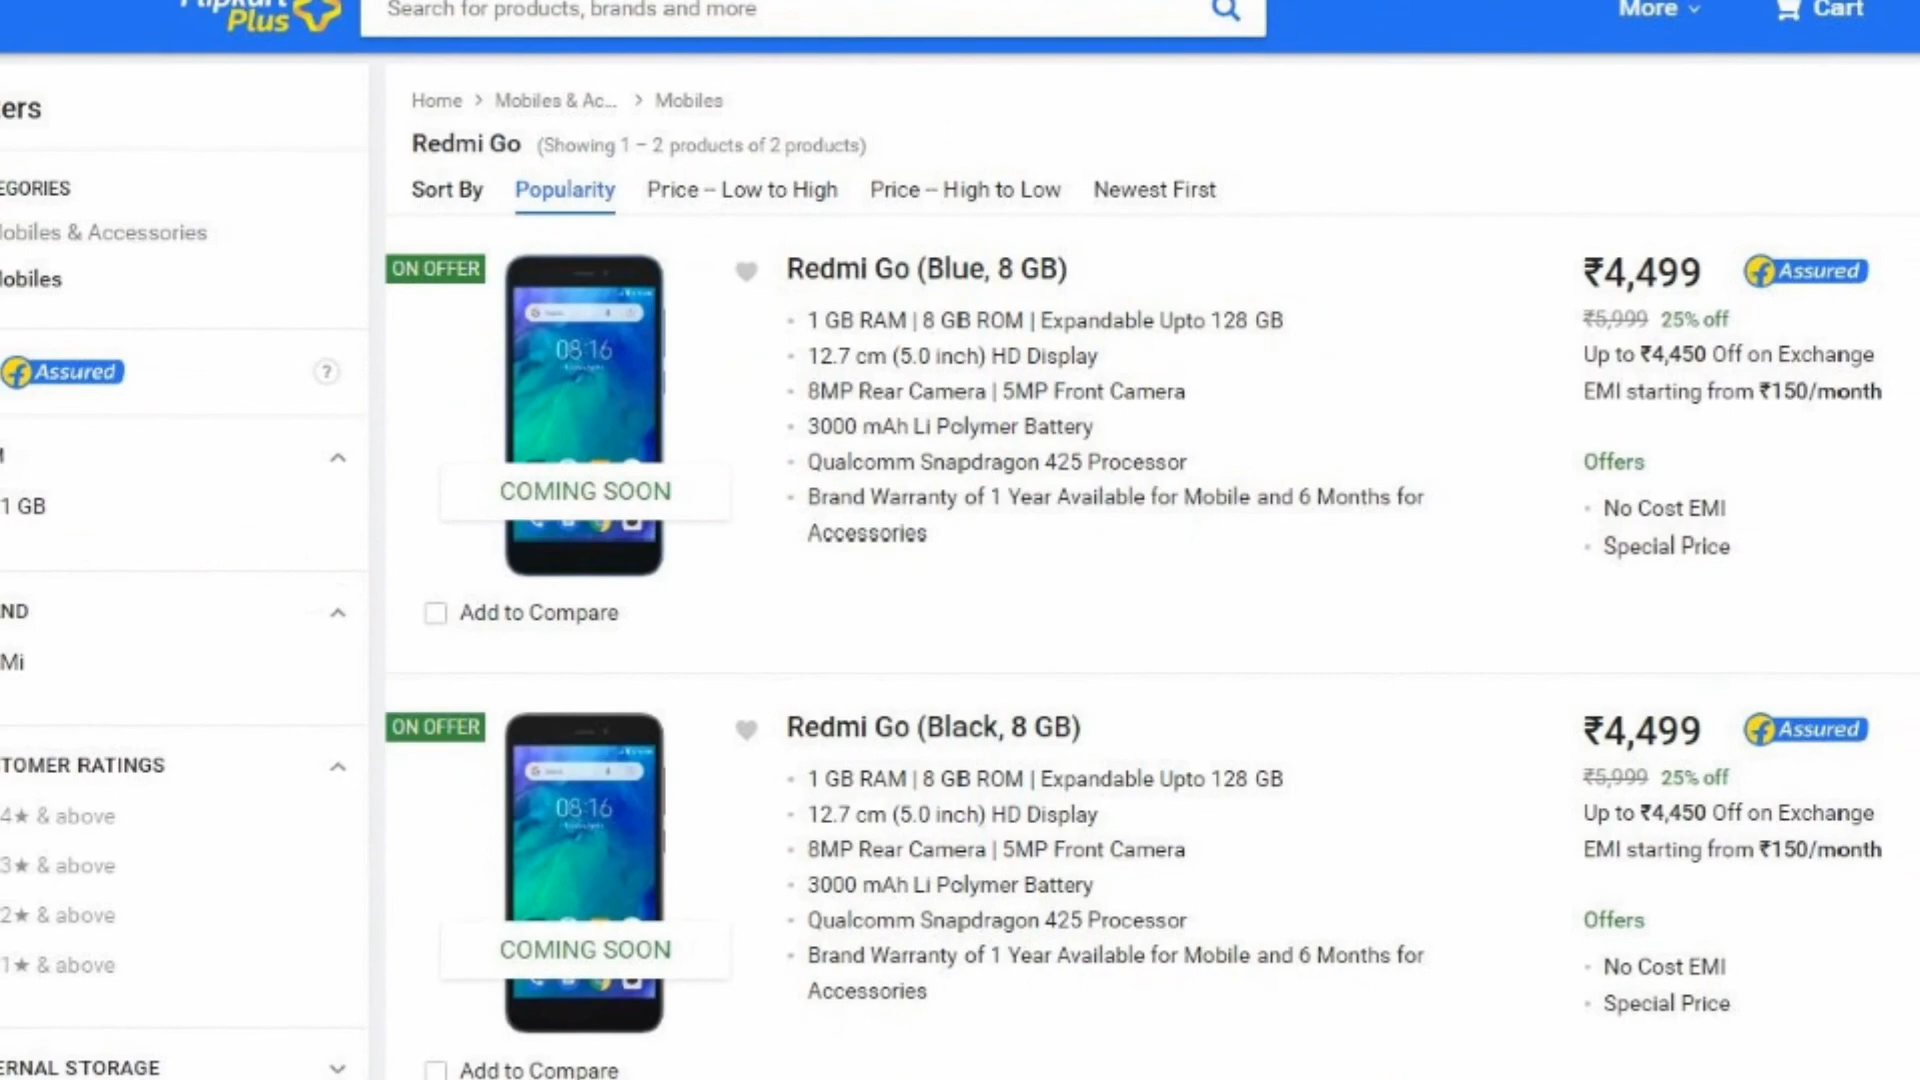 Plus
Search for products, brands and more
More
Cart
ers
EGORIES
Mobiles & Accessories
Mobiles
Assured
?
1 GB
ND
Mi
TOMER RATINGS
4★ & above
3★ & above
2★ & above
1★ & above
ERNAL STORAGE
Home > Mobiles & Ac... > Mobiles
Redmi Go (Showing 1 – 2 products of 2 products)
Sort By Popularity Price -- Low to High Price -- High to Low Newest First
ON OFFER
08:16
COMING SOON
Add to Compare
Redmi Go (Blue, 8 GB)
1 GB RAM | 8 GB ROM | Expandable Upto 128 GB
12.7 cm (5.0 inch) HD Display
8MP Rear Camera | 5MP Front Camera
3000 mAh Li Polymer Battery
Qualcomm Snapdragon 425 Processor
Brand Warranty of 1 Year Available for Mobile and 6 Months for
Accessories
₹4,499 Assured
₹5,999 25% off
Up to ₹4,450 Off on Exchange
EMI starting from ₹150/month
Offers
No Cost EMI
Special Price
ON OFFER
08:16
COMING SOON
Add to Compare
Redmi Go (Black, 8 GB)
1 GB RAM | 8 GB ROM | Expandable Upto 128 GB
12.7 cm (5.0 inch) HD Display
8MP Rear Camera | 5MP Front Camera
3000 mAh Li Polymer Battery
Qualcomm Snapdragon 425 Processor
Brand Warranty of 1 Year Available for Mobile and 6 Months for
Accessories
₹4,499 Assured
₹5,999 25% off
Up to ₹4,450 Off on Exchange
EMI starting from ₹150/month
Offers
No Cost EMI
Special Price